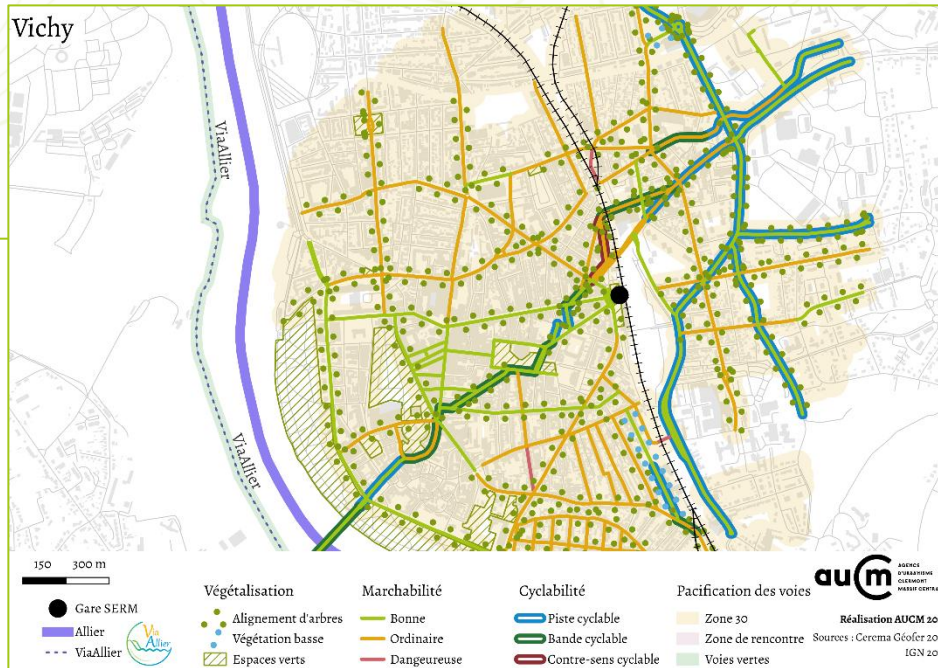 Vichy
ViaAllier
ViaAllier
150 300 m
Gare SERM
Allier
ViaAllier
Via
Allier
Végétalisation
Alignement d'arbres
Végétation basse
Espaces verts
Marchabilité
Bonne
Ordinaire
Dangeureuse
Cyclabilité
Piste cyclable
Bande cyclable
Contre-sens cyclable
Pacification des voies
Zone 30
Zone de rencontre
Voies vertes
aucm
AGENCE
D'URBANISME
CLERMONT
MASSIF CENTRAL
Réalisation AUCM 20
Sources : Cerema Géofer 20
IGN 20